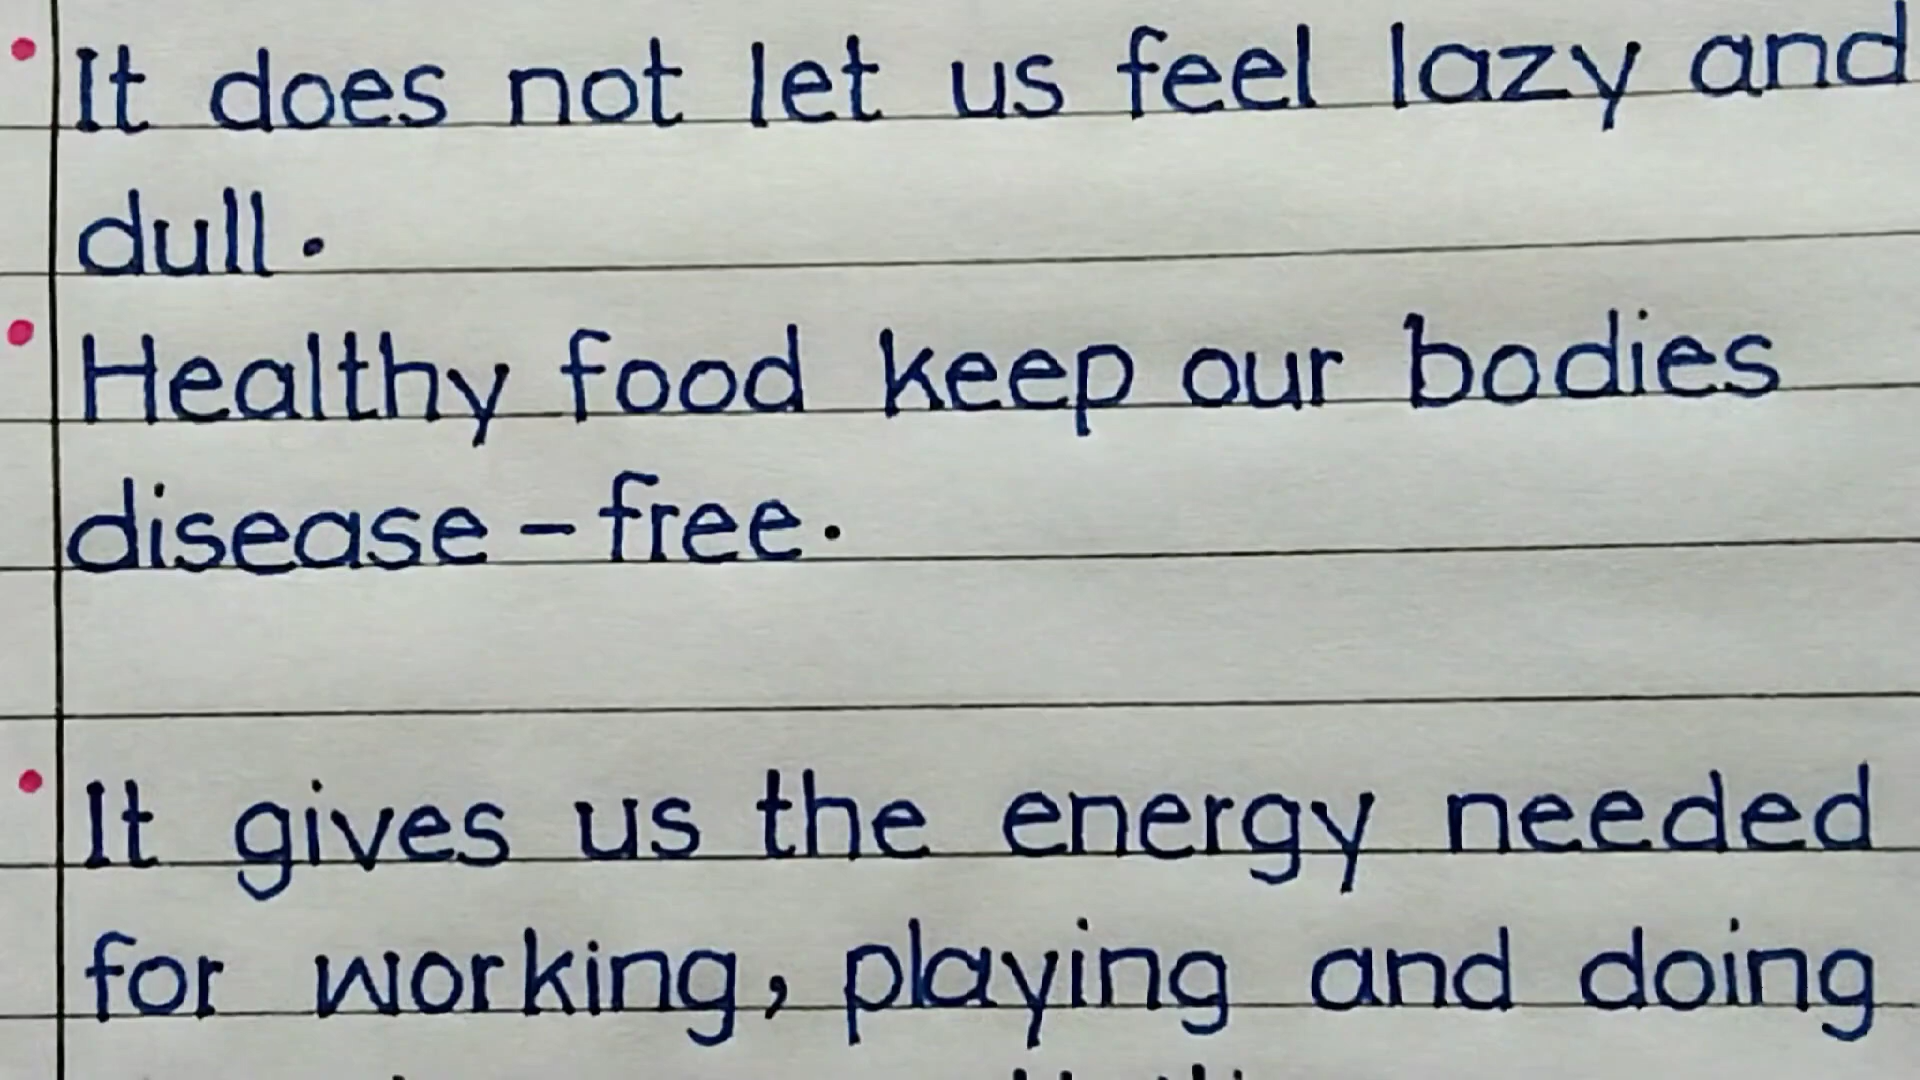 It does not let us feel lazy and
dull.
Healthy food keep our bodies
disease-free.
It gives us the energy needed
for working, playing and doing